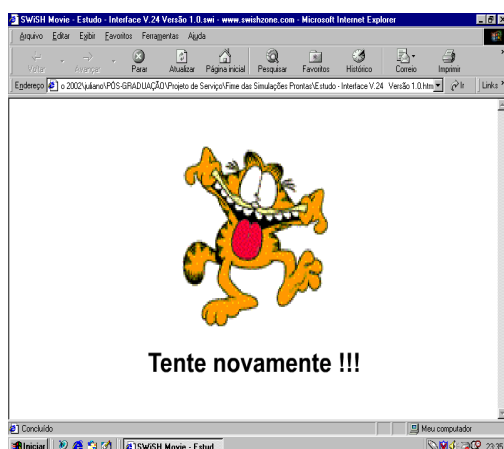 SWiSH Movie - Estudo - Interface V.24 Versão 1.0.swi - www.swishzone.com - Microsoft Internet Explorer
Arquivo Editar Exibir Favoritos Ferramentas Ajuda
Voltar Avançar Parar Atualizar Página inicial Pesquisar Favoritos Histórico Correio Imprimir
Endereço o 2002\juliano\PÓS-GRADUAÇÃO\Projeto de Serviço\Fime das Simulações Prontas\Estudo - Interface V.24 Versão 1.0.htm Ir Links
Tente novamente !!!
Concluído Meu computador
Iniciar SWiSH Movie - Estud... 23:35